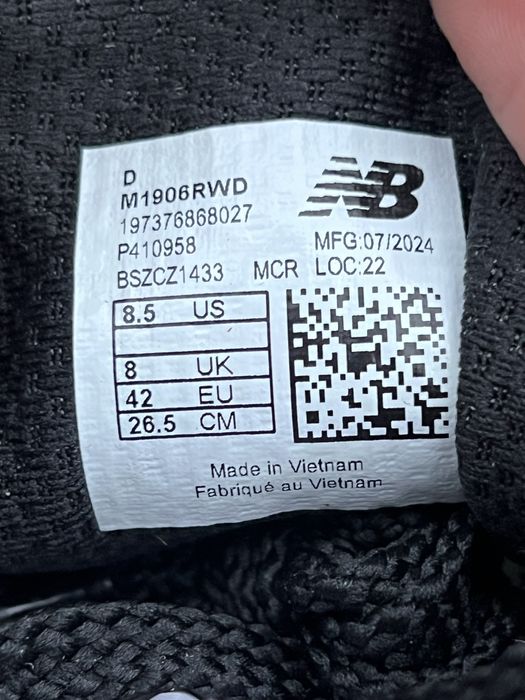 D
M1906RWD
197376868027
P410958
BSZCZ1433 MCR
NB
MFG:07/2024
LOC:22
8.5 US
8 UK
42 EU
26.5 CM
Made in Vietnam
Fabriqué au Vietnam